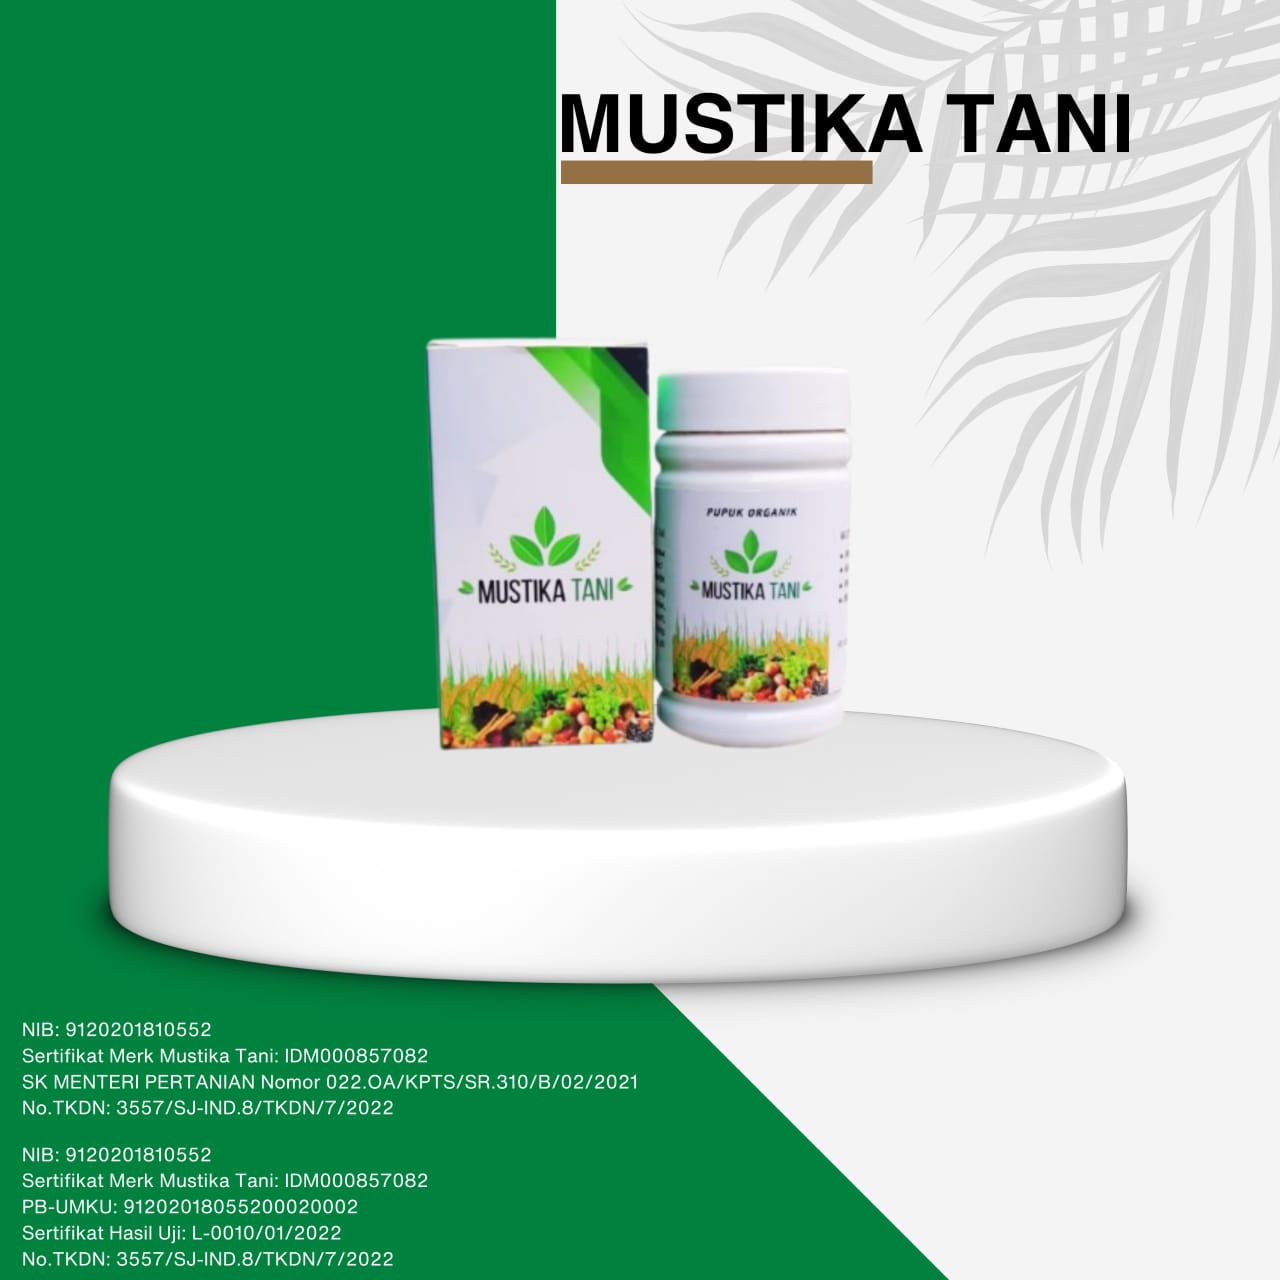 MUSTIKA TANI
MUSTIKA TANI
PUPUK ORGANIK
MUSTIKA TANI
NIB: 9120201810552
Sertifikat Merk Mustika Tani: IDM000857082
SK MENTERI PERTANIAN Nomor 022.OA/KPTS/SR.310/B/02/2021
No.TKDN: 3557/SJ-IND.8/TKDN/7/2022
NIB: 9120201810552
Sertifikat Merk Mustika Tani: IDM000857082
PB-UMKU: 91202018055200020002
Sertifikat Hasil Uji: L-0010/01/2022
No.TKDN: 3557/SJ-IND.8/TKDN/7/2022